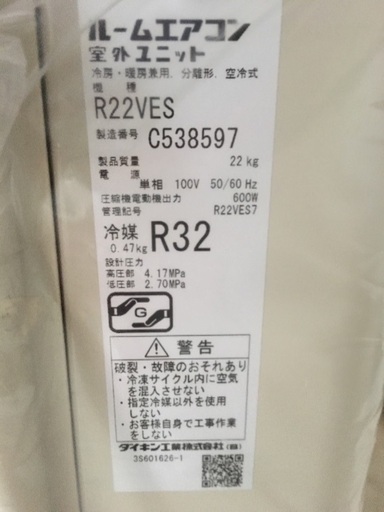 ルームエアコン
室外ユニット
冷房・暖房兼用. 分離形. 空冷式
機 種
R22VES
製造番号 C538597
製品質量 22 kg
電 源
単相 100V 50/60 Hz
圧縮機電動機出力 600W
管理記号 R22VES7
冷媒 R32
0.47kg
設計圧力
高圧部 4.17MPa
低圧部 2.70MPa
G
警告
破裂・故障のおそれあり
・冷凍サイクル内に空気
を混入させない
・指定冷媒以外を使用
しない
・お客様自身で工事作業
をしない
ダイキン工業株式会社 (製)
3S601626-1